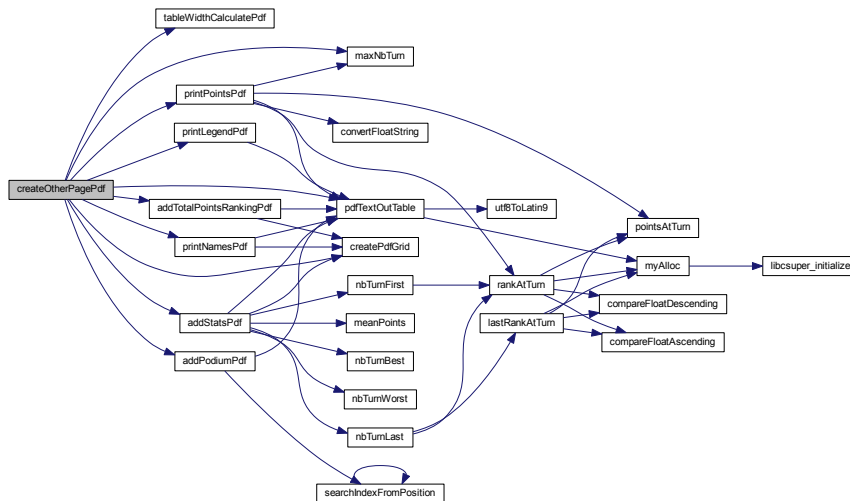 tableWidthCalculatePdf
maxNbTurn
printPointsPdf
convertFloatString
printLegendPdf
createOtherPagePdf
addTotalPointsRankingPdf
pdfTextOutTable
utf8ToLatin9
pointsAtTurn
printNamesPdf
createPdfGrid
myAlloc
libcsuper_initialize
nbTurnFirst
rankAtTurn
compareFloatDescending
addStatsPdf
meanPoints
lastRankAtTurn
compareFloatAscending
addPodiumPdf
nbTurnBest
nbTurnWorst
nbTurnLast
searchIndexFromPosition